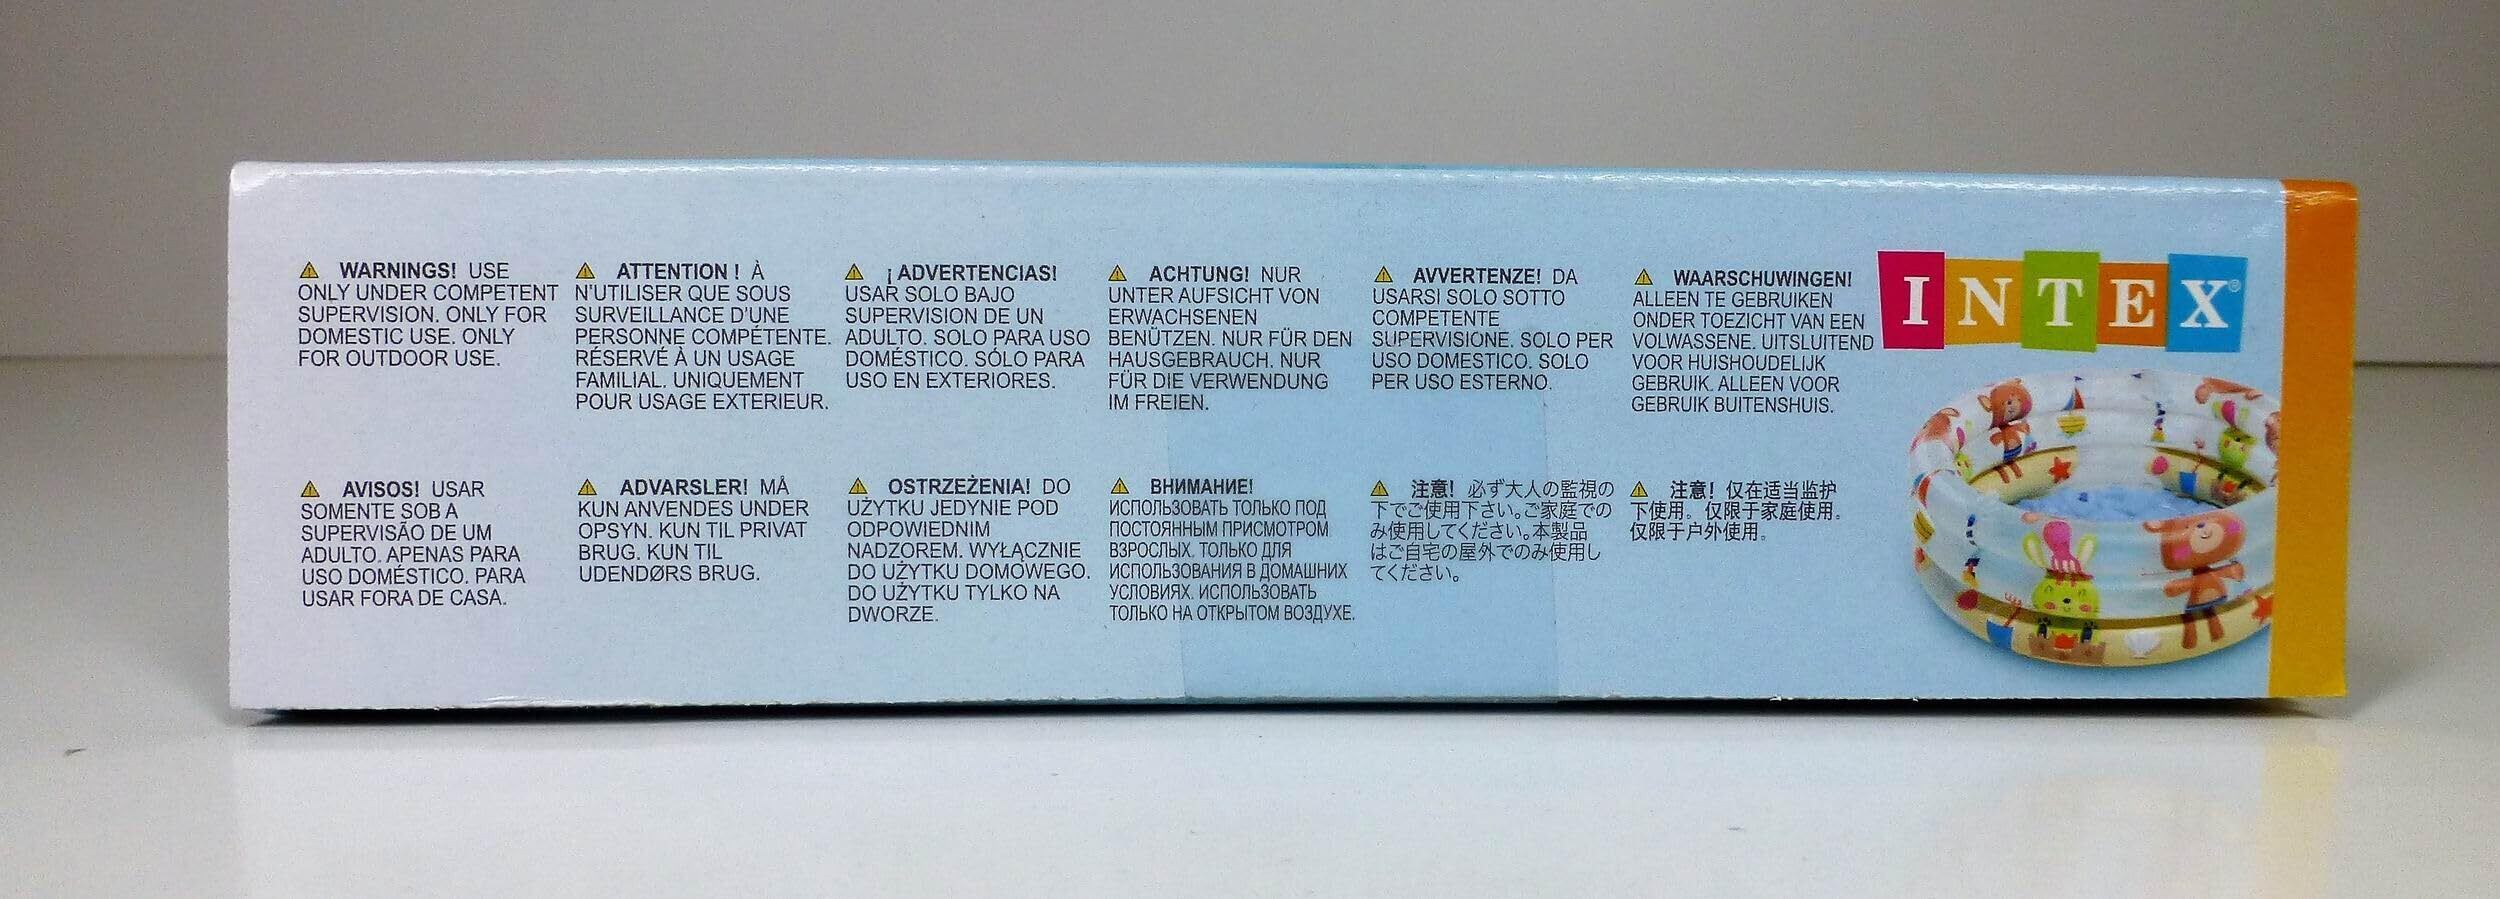 WARNINGS! USE
ONLY UNDER COMPETENT
SUPERVISION. ONLY FOR
DOMESTIC USE. ONLY
FOR OUTDOOR USE.
ATTENTION ! À
N'UTILISER QUE SOUS
SURVEILLANCE D'UNE
PERSONNE COMPÉTENTE.
RÉSERVÉ À UN USAGE
FAMILIAL. UNIQUEMENT
POUR USAGE EXTERIEUR.
¡ ADVERTENCIAS!
USAR SOLO BAJO
SUPERVISION DE UN
ADULTO. SOLO PARA USO
DOMÉSTICO. SÓLO PARA
USO EN EXTERIORES.
ACHTUNG! NUR
UNTER AUFSICHT VON
ERWACHSENEN
BENÜTZEN. NUR FÜR DEN
HAUSGEBRAUCH. NUR
FÜR DIE VERWENDUNG
IM FREIEN.
AVVERTENZE! DA
USARSI SOLO SOTTO
COMPETENTE
SUPERVISIONE. SOLO PER
USO DOMESTICO. SOLO
PER USO ESTERNO.
WAARSCHUWINGEN!
ALLEEN TE GEBRUIKEN
ONDER TOEZICHT VAN EEN
VOLWASSENE. UITSLUITEND
VOOR HUISHOUDELIJK
GEBRUIK. ALLEEN VOOR
GEBRUIK BUITENSHUIS.
INTEX®
AVISOS! USAR
SOMENTE SOB A
SUPERVISÃO DE UM
ADULTO. APENAS PARA
USO DOMÉSTICO. PARA
USAR FORA DE CASA.
ADVARSLER! MÅ
KUN ANVENDES UNDER
OPSYN. KUN TIL PRIVAT
BRUG. KUN TIL
UDENDØRS BRUG.
OSTRZEŻENIA! DO
UŻYTKU JEDYNIE POD
ODPOWIEDNIM
NADZOREM. WYŁĄCZNIE
DO UŻYTKU DOMOWEGO.
DO UŻYTKU TYLKO NA
DWORZE.
ВНИМАНИЕ!
ИСПОЛЬЗОВАТЬ ТОЛЬКО ПОД
ПОСТОЯННЫМ ПРИСМОТРОМ
ВЗРОСЛЫХ. ТОЛЬКО ДЛЯ
ИСПОЛЬЗОВАНИЯ В ДОМАШНИХ
УСЛОВИЯХ. ИСПОЛЬЗОВАТЬ
ТОЛЬКО НА ОТКРЫТОМ ВОЗДУХЕ.
注意！必ず大人の監視の
下でご使用下さい。ご家庭での
み使用してください。本製品
はご自宅の屋外でのみ使用し
てください。
注意！仅在适当监护
下使用。仅限于家庭使用。
仅限于户外使用。